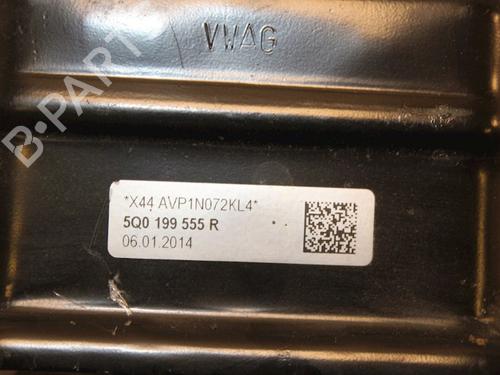 VWAG
B-PARTS
*X44 AVP1N072KL4*
5Q0 199 555 R
06.01.2014